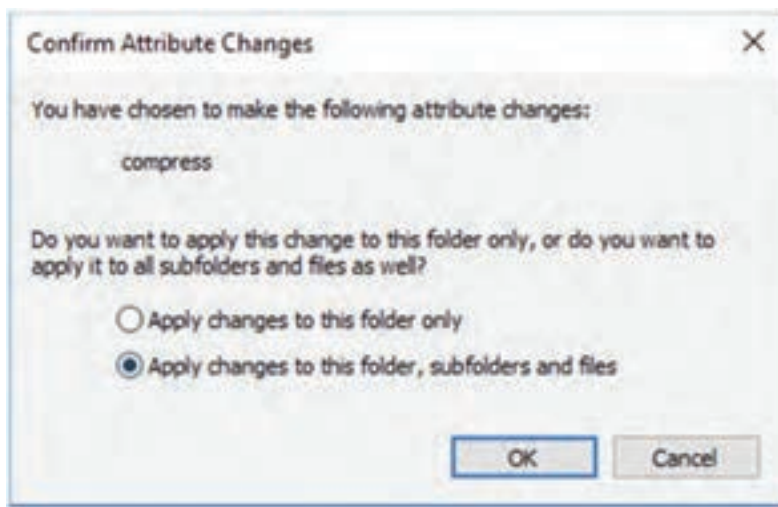 Confirm Attribute Changes
You have chosen to make the following attribute changes:
compress
Do you want to apply this change to this folder only, or do you want to
apply it to all subfolders and files as well?
Apply changes to this folder only
Apply changes to this folder, subfolders and files
OK Cancel